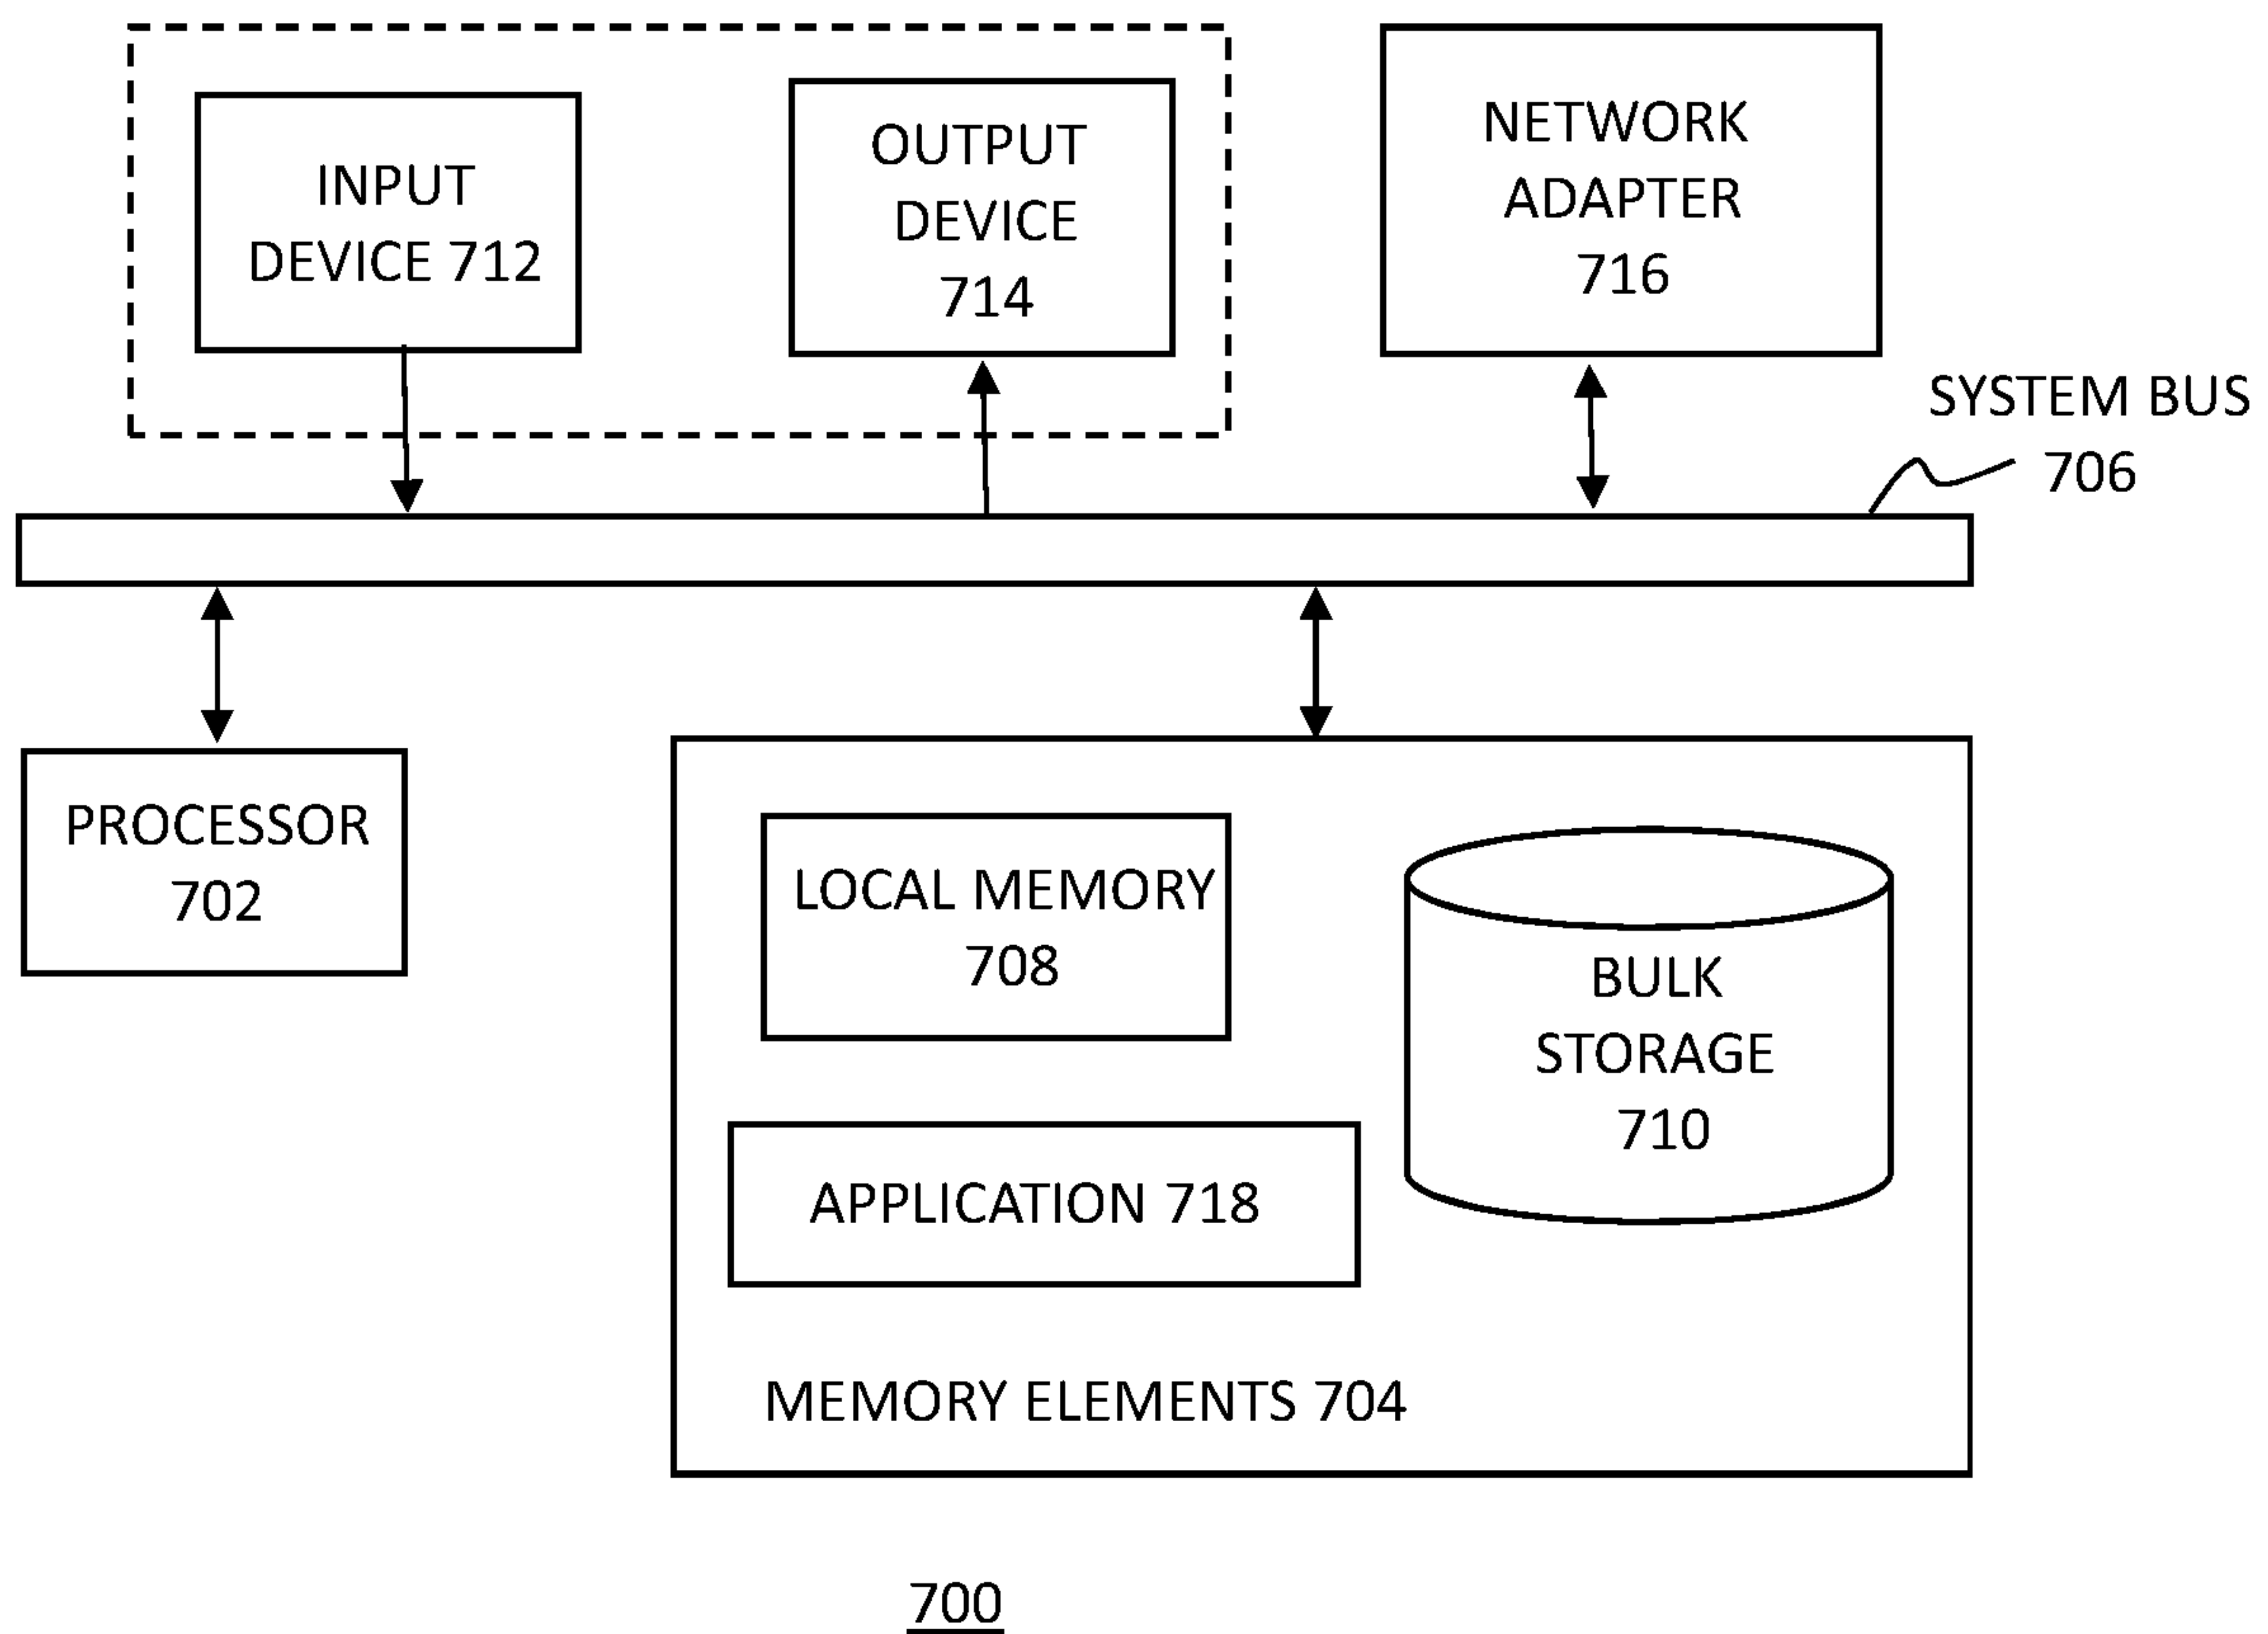 INPUT
DEVICE 712
OUTPUT
DEVICE
714
NETWORK
ADAPTER
716
SYSTEM BUS
706
PROCESSOR
702
LOCAL MEMORY
708
BULK
STORAGE
710
APPLICATION 718
MEMORY ELEMENTS 704
700